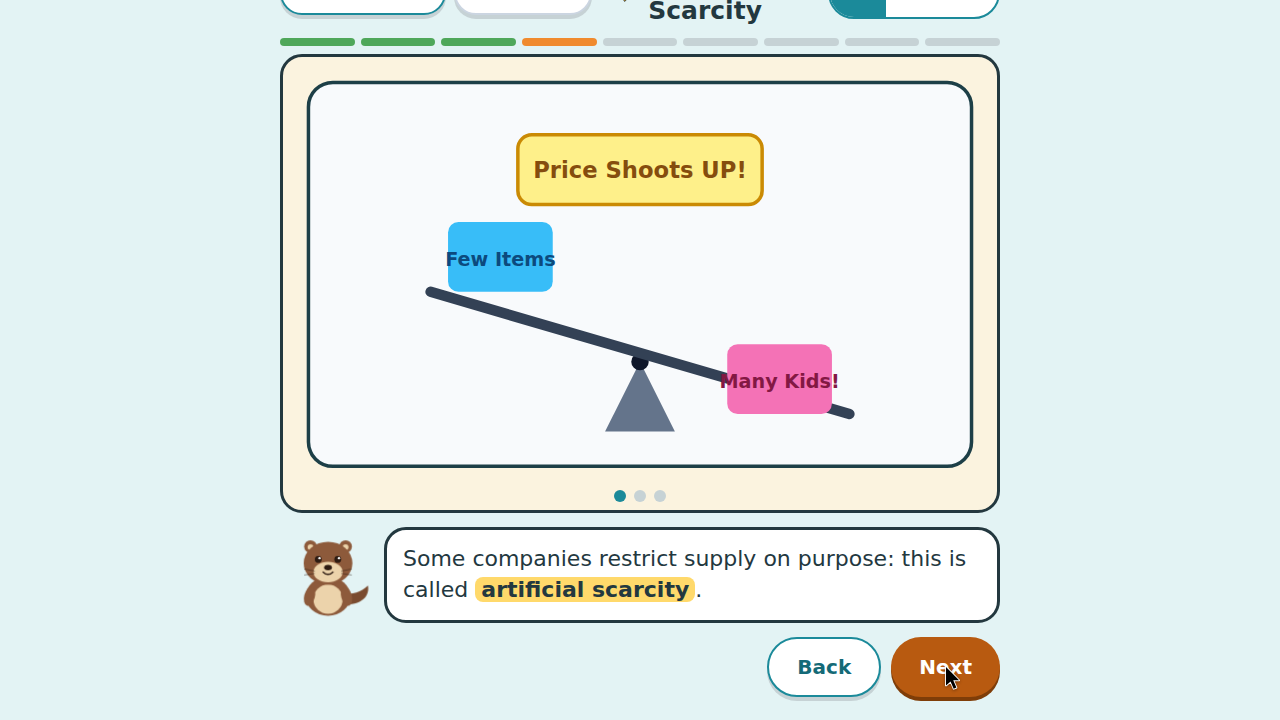 Scarcity
Price Shoots UP!
Few Items
Many Kids!
Some companies restrict supply on purpose: this is
called artificial scarcity.
Back
Next